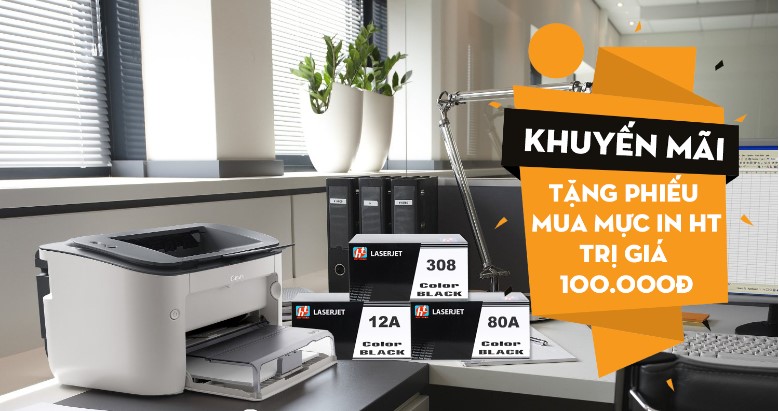 KHUYẾN MÃI
TẶNG PHIẾU
MUA MỰC IN HT
TRỊ GIÁ
100.000Đ
LASERJET
308
Color
BLACK
LASERJET
12A
Color
BLACK
LASERJET
80A
Color
BLACK